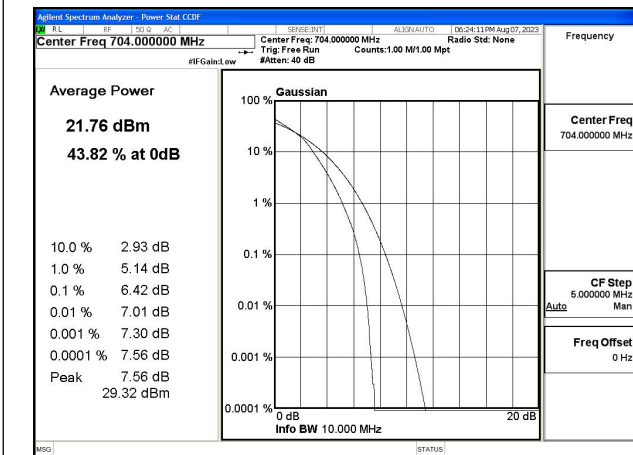 Agilent Spectrum Analyzer - Power Stat CCDF
RL RF 50 Ω AC SENSE:INT ALIGN AUTO 06:24:11 PM Aug 07, 2023
Center Freq 704.000000 MHz
Center Freq: 704.000000 MHz Radio Std: None
Trig: Free Run Counts:1.00 M/1.00 Mpt
#IFGain:Low #Atten: 40 dB
Frequency
Average Power
21.76 dBm
43.82 % at 0dB
10.0 % 2.93 dB
1.0 % 5.14 dB
0.1 % 6.42 dB
0.01 % 7.01 dB
0.001 % 7.30 dB
0.0001 % 7.56 dB
Peak 7.56 dB
29.32 dBm
Gaussian
100 %
10 %
1 %
0.1 %
0.01 %
0.001 %
0.0001 %
0 dB 20 dB
Info BW 10.000 MHz
Center Freq
704.000000 MHz
CF Step
5.000000 MHz
Auto Man
Freq Offset
0 Hz
MSG STATUS